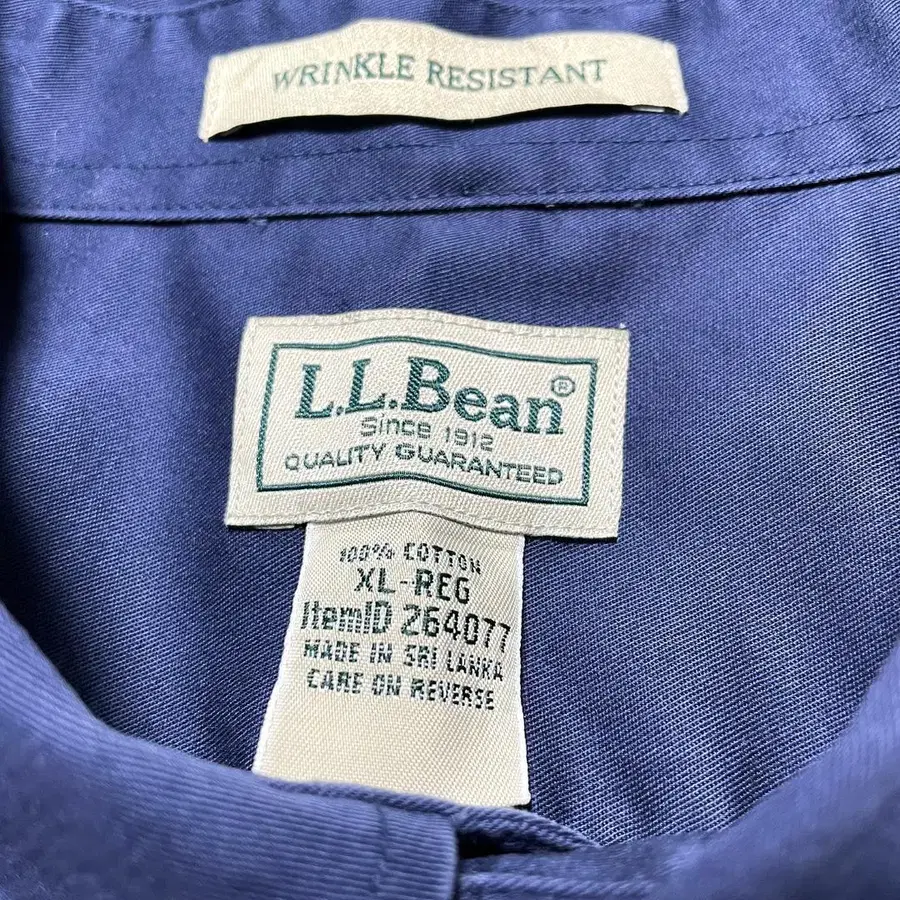 WRINKLE RESISTANT
L.L.Bean®
Since 1912
QUALITY GUARANTEED
100% COTTON
XL-REG
ItemID 264077
MADE IN SRI LANKA
CARE ON REVERSE